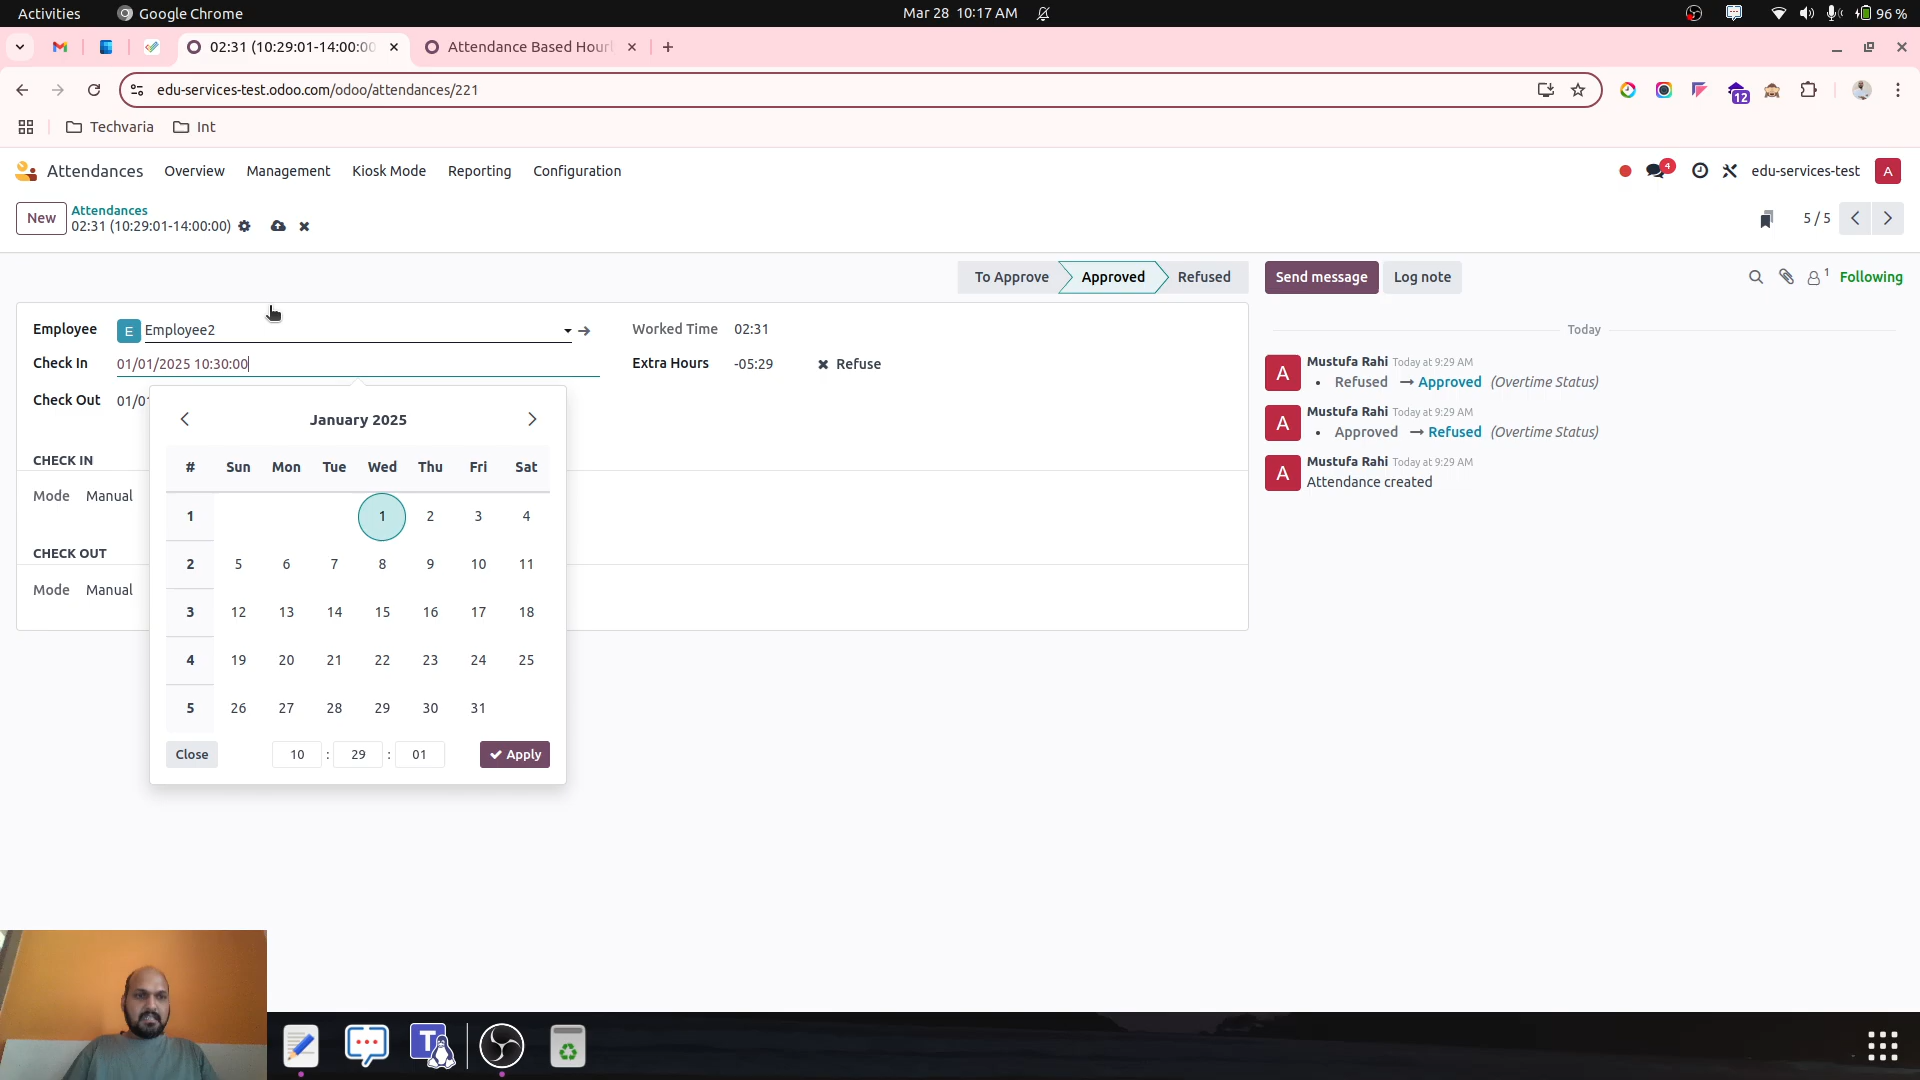 Activities Google Chrome Mar 28 10:17 AM 96 %
02:31 (10:29:01-14:00:00 Attendance Based Hourl
edu-services-test.odoo.com/odoo/attendances/221 12
Techvaria Int
Attendances Overview Management Kiosk Mode Reporting Configuration 4 edu-services-test A
New Attendances
02:31 (10:29:01-14:00:00) 5 / 5
To Approve Approved Refused Send message Log note 1 Following
Employee E Employee2 Worked Time 02:31 Today
Check In 01/01/2025 10:30:00 Extra Hours -05:29 Refuse
Check Out 01/01
January 2025
# Sun Mon Tue Wed Thu Fri Sat
1 1 2 3 4
2 5 6 7 8 9 10 11
3 12 13 14 15 16 17 18
4 19 20 21 22 23 24 25
5 26 27 28 29 30 31
Close 10 : 29 : 01 Apply
CHECK IN
Mode Manual
CHECK OUT
Mode Manual
A Mustufa Rahi Today at 9:29 AM
• Refused → Approved (Overtime Status)
A Mustufa Rahi Today at 9:29 AM
• Approved → Refused (Overtime Status)
A Mustufa Rahi Today at 9:29 AM
Attendance created
T